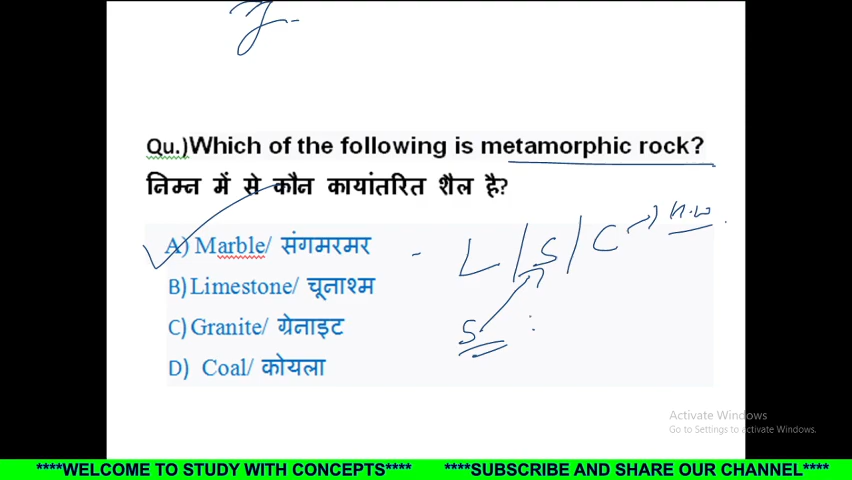 Qu.)Which of the following is metamorphic rock?
निम्न में से कौन कायांतरित शैल है?
A) Marble/ संगमरमर
- L / S / C → H.W
B) Limestone/ चूनाश्म
C) Granite/ ग्रेनाइट
S
D) Coal/ कोयला
Activate Windows
Go to Settings to activate Windows.
****WELCOME TO STUDY WITH CONCEPTS**** ****SUBSCRIBE AND SHARE OUR CHANNEL****